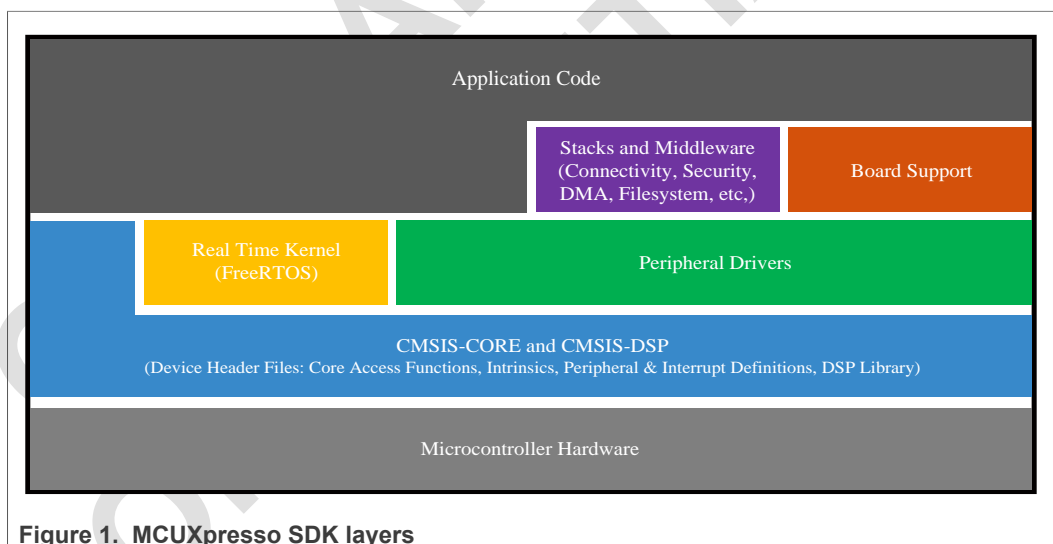 Application Code
Stacks and Middleware
(Connectivity, Security,
DMA, Filesystem, etc,)
Board Support
Real Time Kernel
(FreeRTOS)
Peripheral Drivers
CMSIS-CORE and CMSIS-DSP
(Device Header Files: Core Access Functions, Intrinsics, Peripheral & Interrupt Definitions, DSP Library)
Microcontroller Hardware
Figure 1. MCUXpresso SDK layers